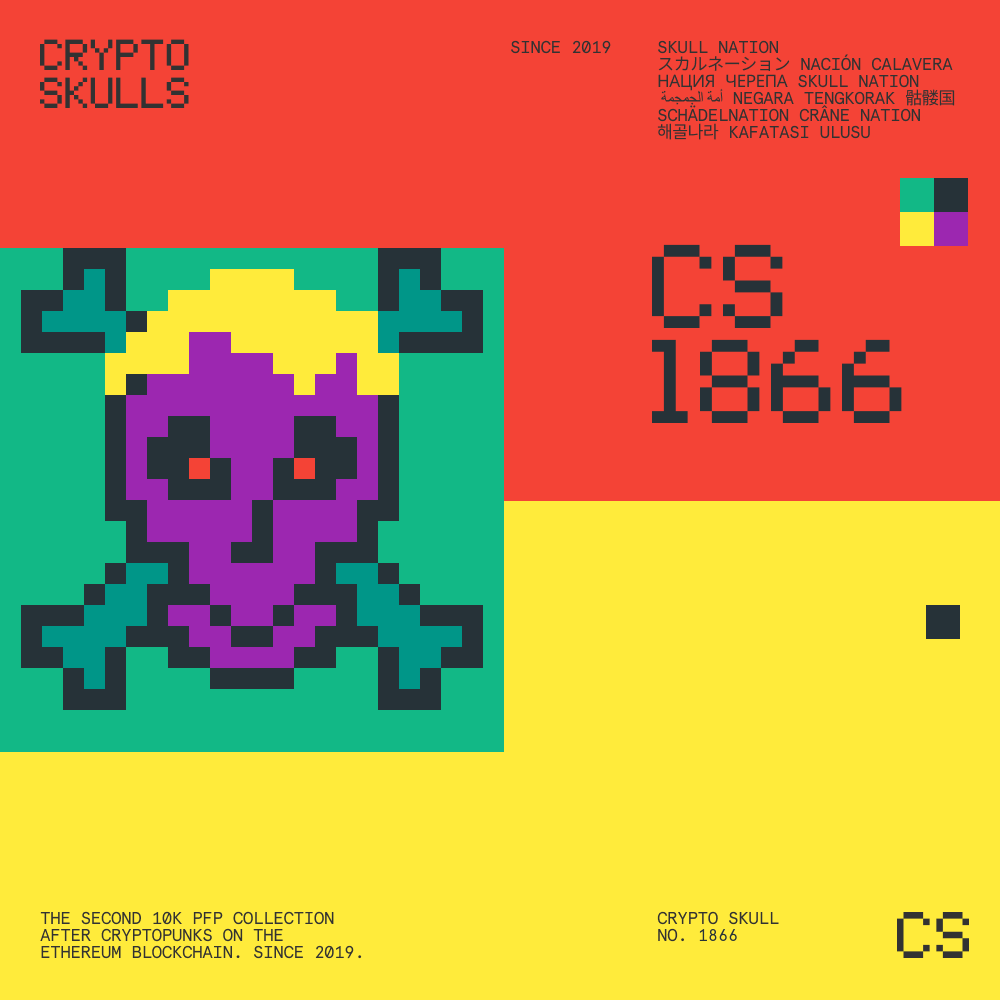 CRYPTO
SKULLS
SINCE 2019
SKULL NATION
スカルネーション NACIÓN CALAVERA
НАЦИЯ ЧЕРЕПА SKULL NATION
أمة الجمجمة NEGARA TENGKORAK 骷髅国
SCHÄDELNATION CRÂNE NATION
해골나라 KAFATASI ULUSU
CS
1866
THE SECOND 10K PFP COLLECTION
AFTER CRYPTOPUNKS ON THE
ETHEREUM BLOCKCHAIN. SINCE 2019.
CRYPTO SKULL
NO. 1866
CS